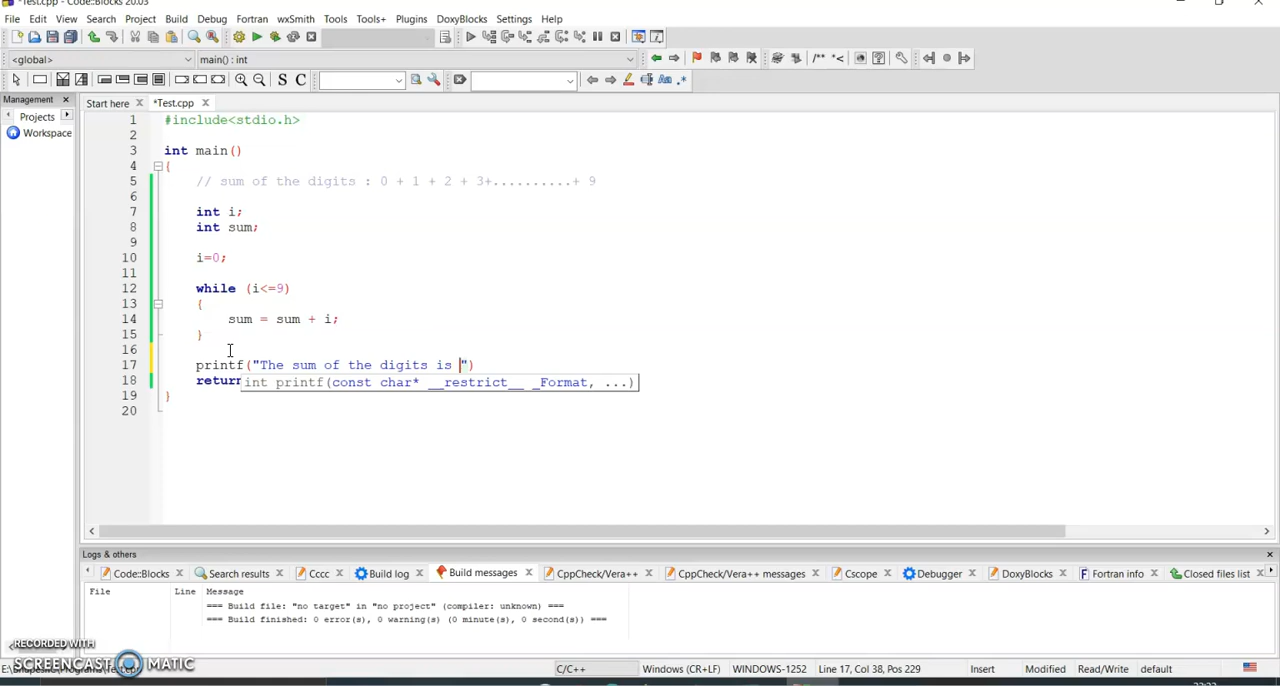 *Test.cpp - Code::Blocks 20.03
File Edit View Search Project Build Debug Fortran wxSmith Tools Tools+ Plugins DoxyBlocks Settings Help
<global> main() : int
S C
Management Start here *Test.cpp
Projects
Workspace
1 #include<stdio.h>
2
3 int main()
4 {
5 // sum of the digits : 0 + 1 + 2 + 3+..........+ 9
6
7 int i;
8 int sum;
9
10 i=0;
11
12 while (i<=9)
13 {
14 sum = sum + i;
15 }
16
17 printf("The sum of the digits is ")
18 return
int printf(const char* __restrict__ _Format, ...)
19 }
20
Logs & others
Code::Blocks Search results Cccc Build log Build messages CppCheck/Vera++ CppCheck/Vera++ messages Cscope Debugger DoxyBlocks Fortran info Closed files list
File Line Message
=== Build file: "no target" in "no project" (compiler: unknown) ===
=== Build finished: 0 error(s), 0 warning(s) (0 minute(s), 0 second(s)) ===
RECORDED WITH
SCREENCAST MATIC
C/C++ Windows (CR+LF) WINDOWS-1252 Line 17, Col 38, Pos 229 Insert Modified Read/Write default